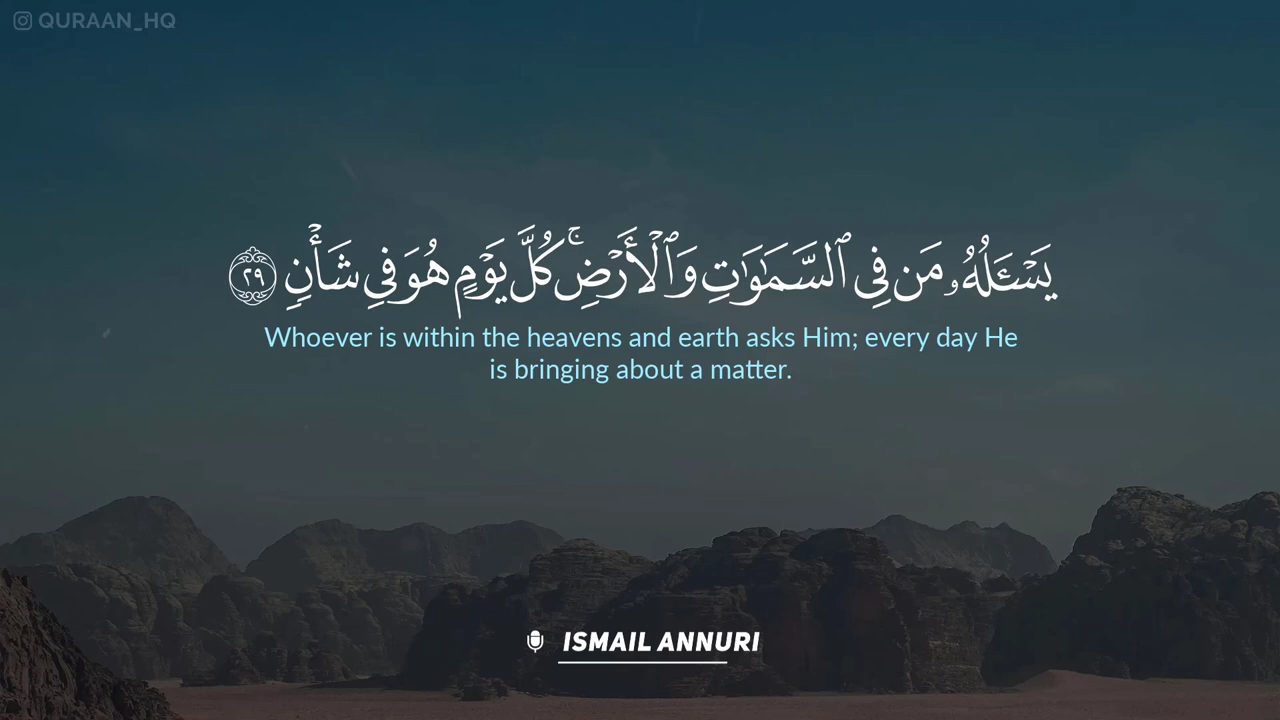 QURAAN_HQ
يَسْـَٔلُهُۥ مَن فِى ٱلسَّمَـٰوَٰتِ وَٱلْأَرْضِ ۚ كُلَّ يَوْمٍ هُوَ فِى شَأْنٍ ٢٩
Whoever is within the heavens and earth asks Him; every day He
is bringing about a matter.
ISMAIL ANNURI